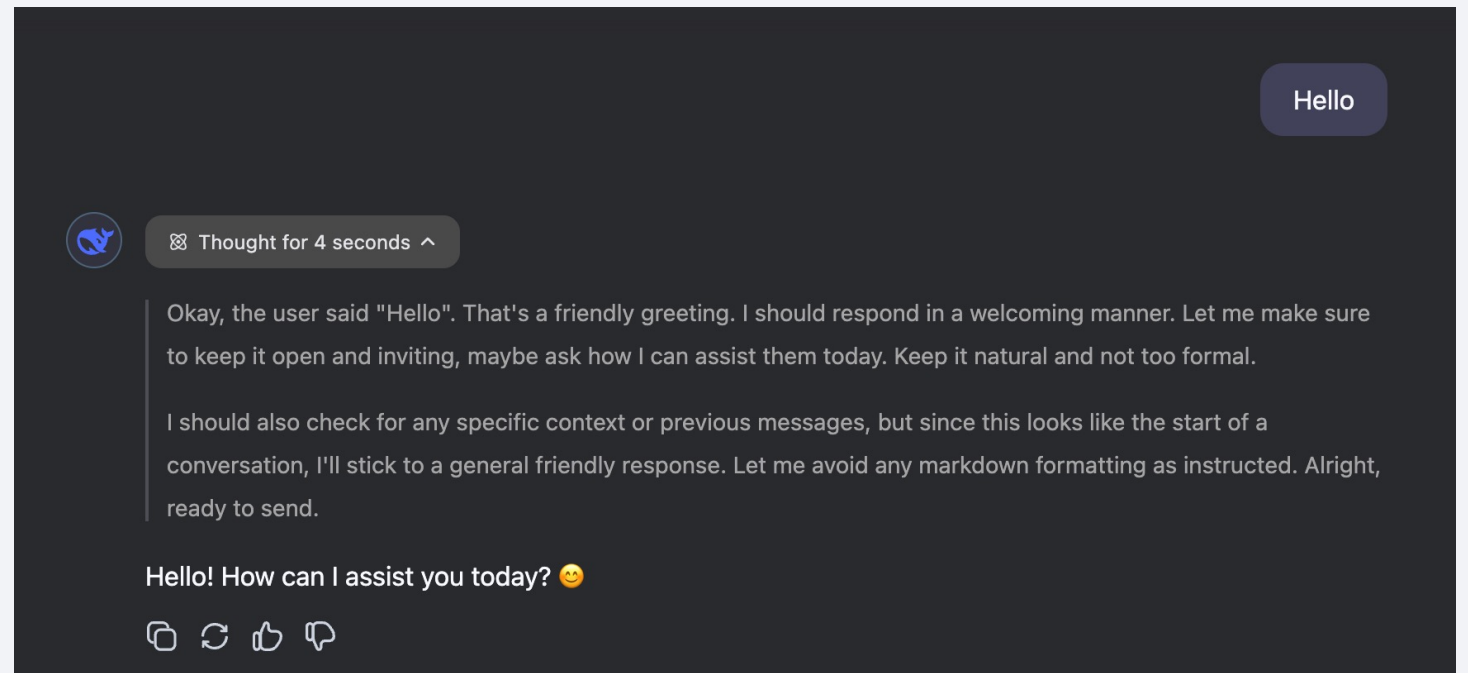 Hello
Thought for 4 seconds
Okay, the user said "Hello". That's a friendly greeting. I should respond in a welcoming manner. Let me make sure
to keep it open and inviting, maybe ask how I can assist them today. Keep it natural and not too formal.
I should also check for any specific context or previous messages, but since this looks like the start of a
conversation, I'll stick to a general friendly response. Let me avoid any markdown formatting as instructed. Alright,
ready to send.
Hello! How can I assist you today? 😊